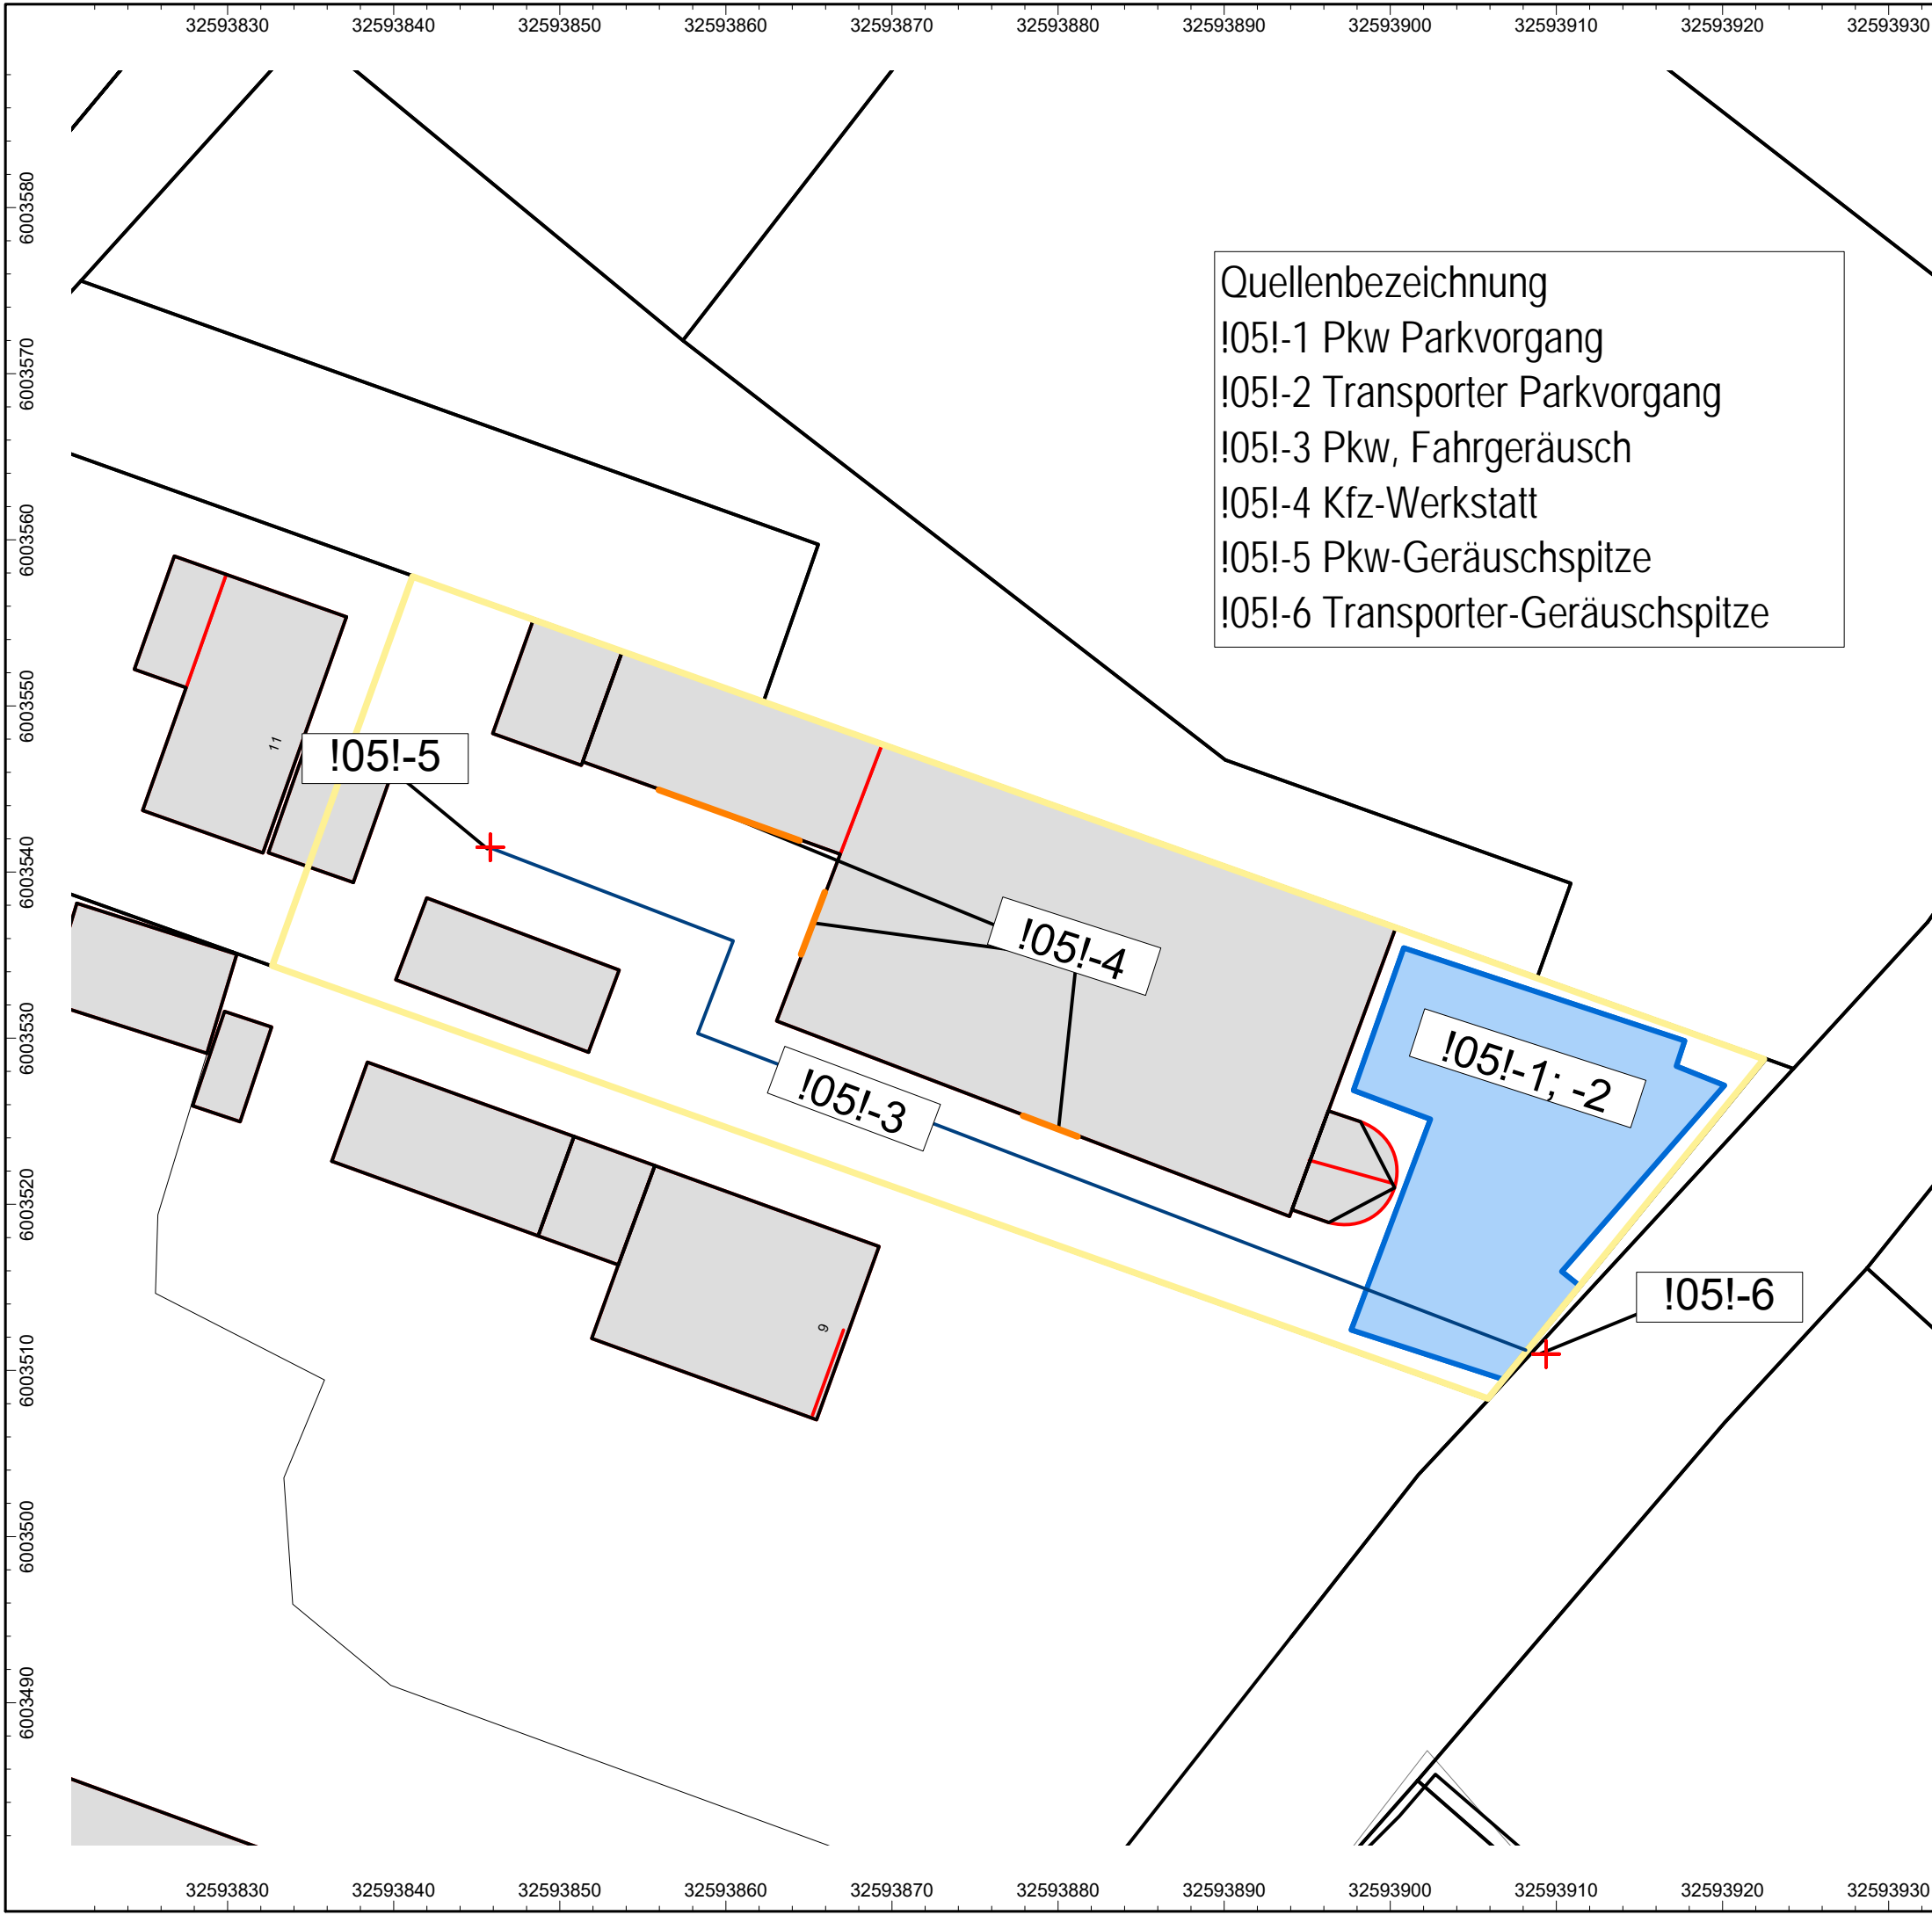 32593830 32593840 32593850 32593860 32593870 32593880 32593890 32593900 32593910 32593920 32593930
6003580
6003570
6003560
6003550
6003540
6003530
6003520
6003510
6003500
6003490
Quellenbezeichnung
!05!-1 Pkw Parkvorgang
!05!-2 Transporter Parkvorgang
!05!-3 Pkw, Fahrgeräusch
!05!-4 Kfz-Werkstatt
!05!-5 Pkw-Geräuschspitze
!05!-6 Transporter-Geräuschspitze
11
!05!-5
!05!-4
!05!-1; -2
!05!-3
!05!-6
9
32593830 32593840 32593850 32593860 32593870 32593880 32593890 32593900 32593910 32593920 32593930